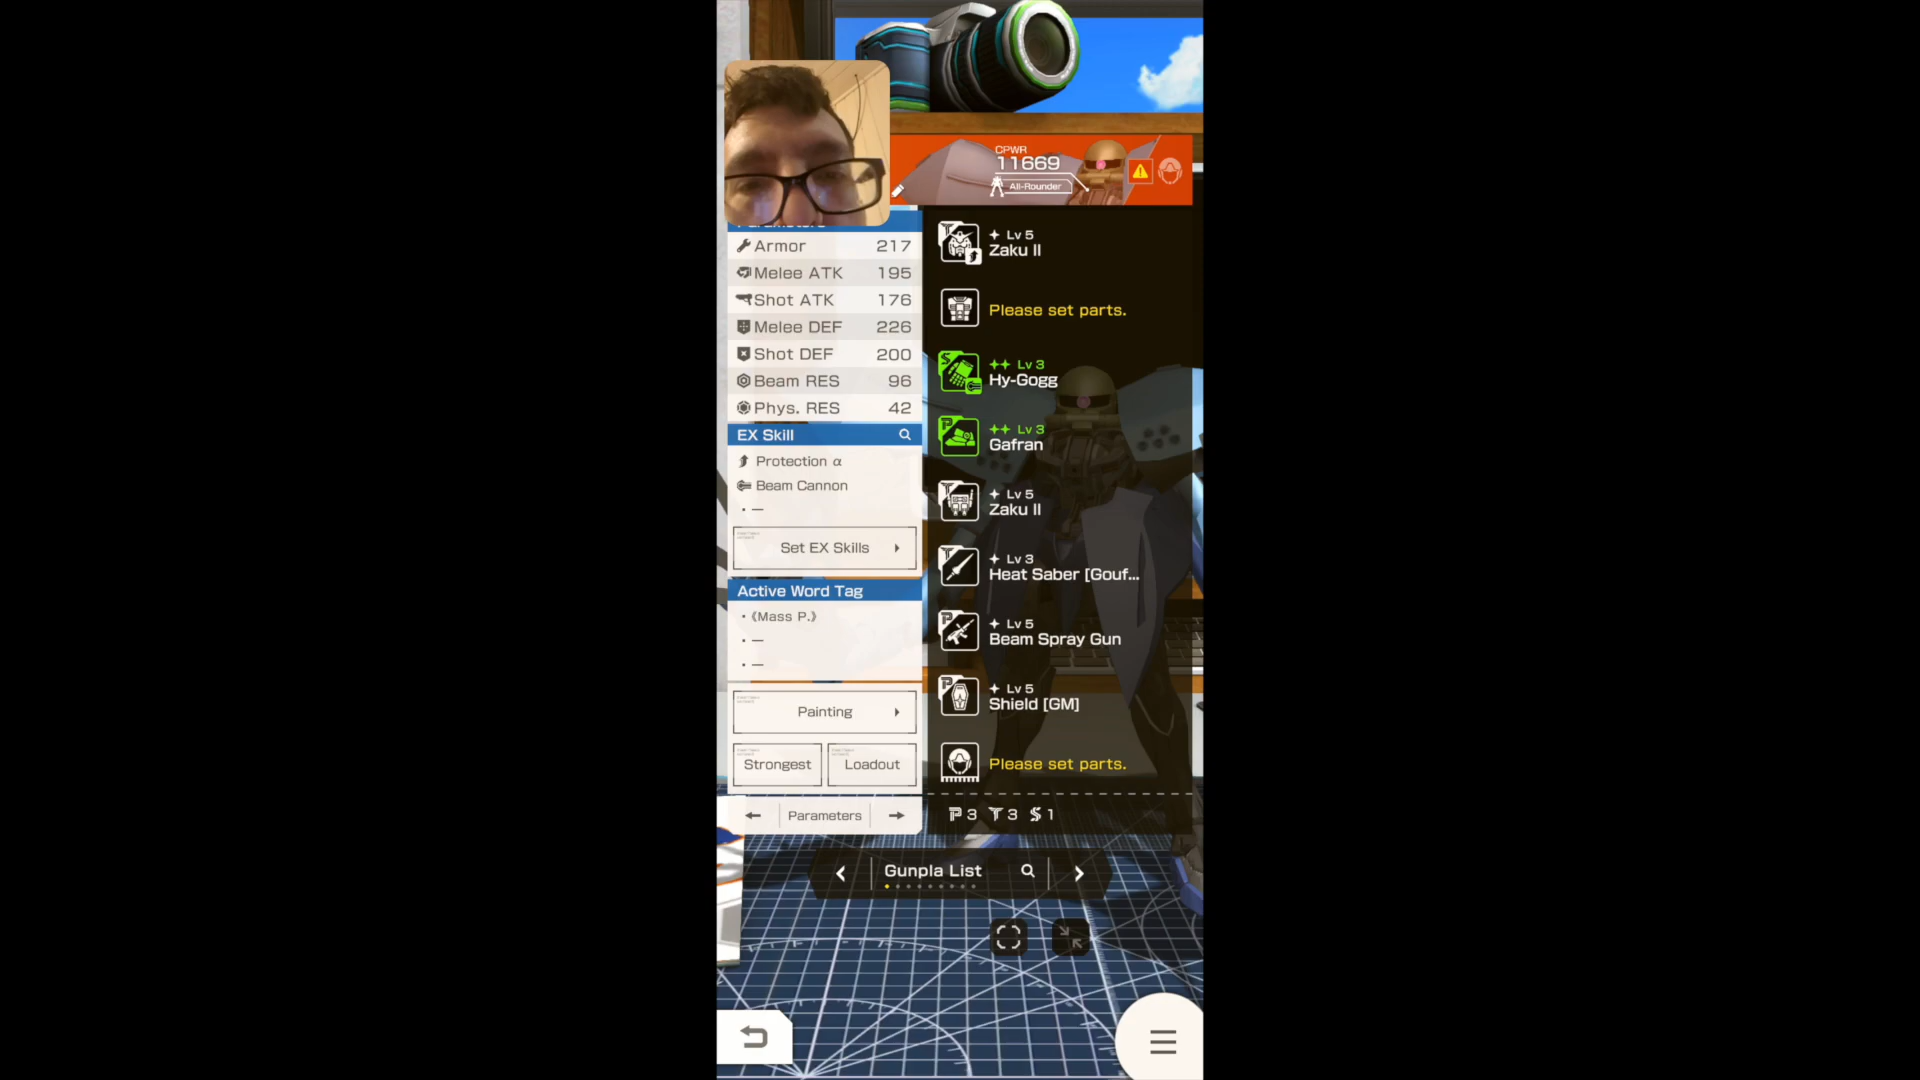 CPWR
11669
All-Rounder
Parameters
Armor 217
Melee ATK 195
Shot ATK 176
Melee DEF 226
Shot DEF 200
Beam RES 96
Phys. RES 42
EX Skill
Protection α
Beam Cannon
· —
Set EX Skills
Active Word Tag
· 《Mass P.》
· —
· —
Painting
Strongest Loadout
Parameters
Lv 5
Zaku II
Please set parts.
S Lv 3
Hy-Gogg
P Lv 3
Gafran
T Lv 5
Zaku II
T Lv 3
Heat Saber [Gouf...
P Lv 5
Beam Spray Gun
P Lv 5
Shield [GM]
Please set parts.
P 3 T 3 S 1
Gunpla List